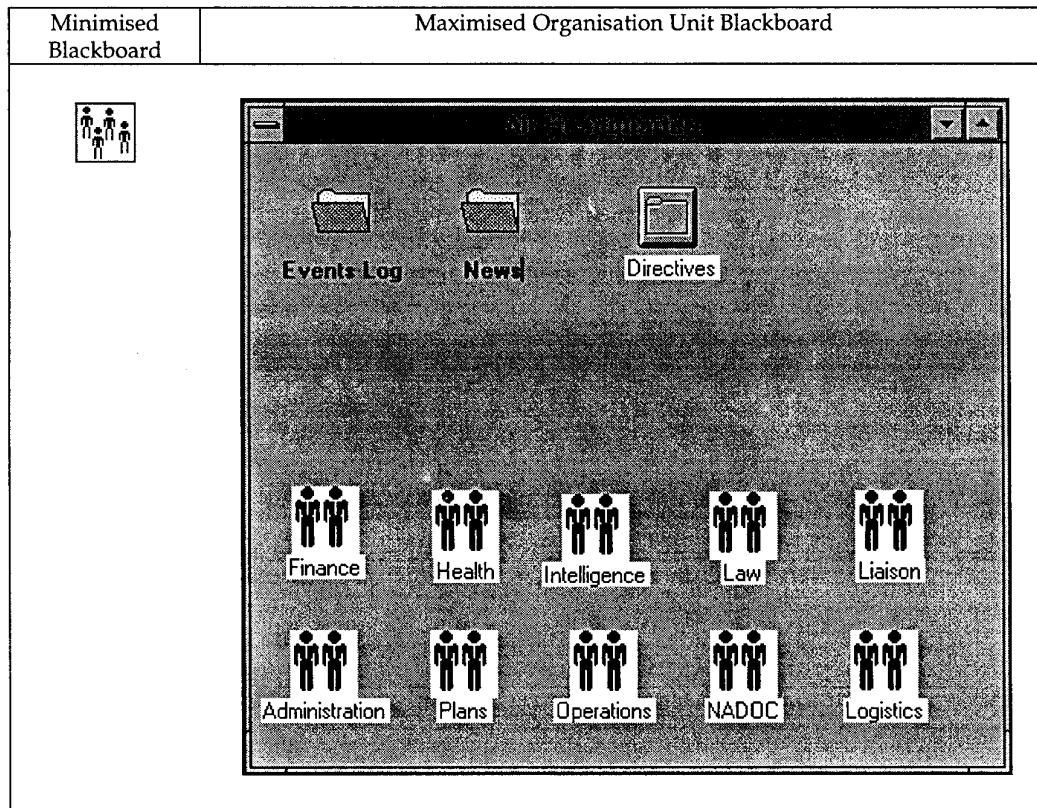 Minimised
Blackboard
Maximised Organisation Unit Blackboard
Events Log
News
Directives
Finance
Health
Intelligence
Law
Liaison
Administration
Plans
Operations
NADOC
Logistics